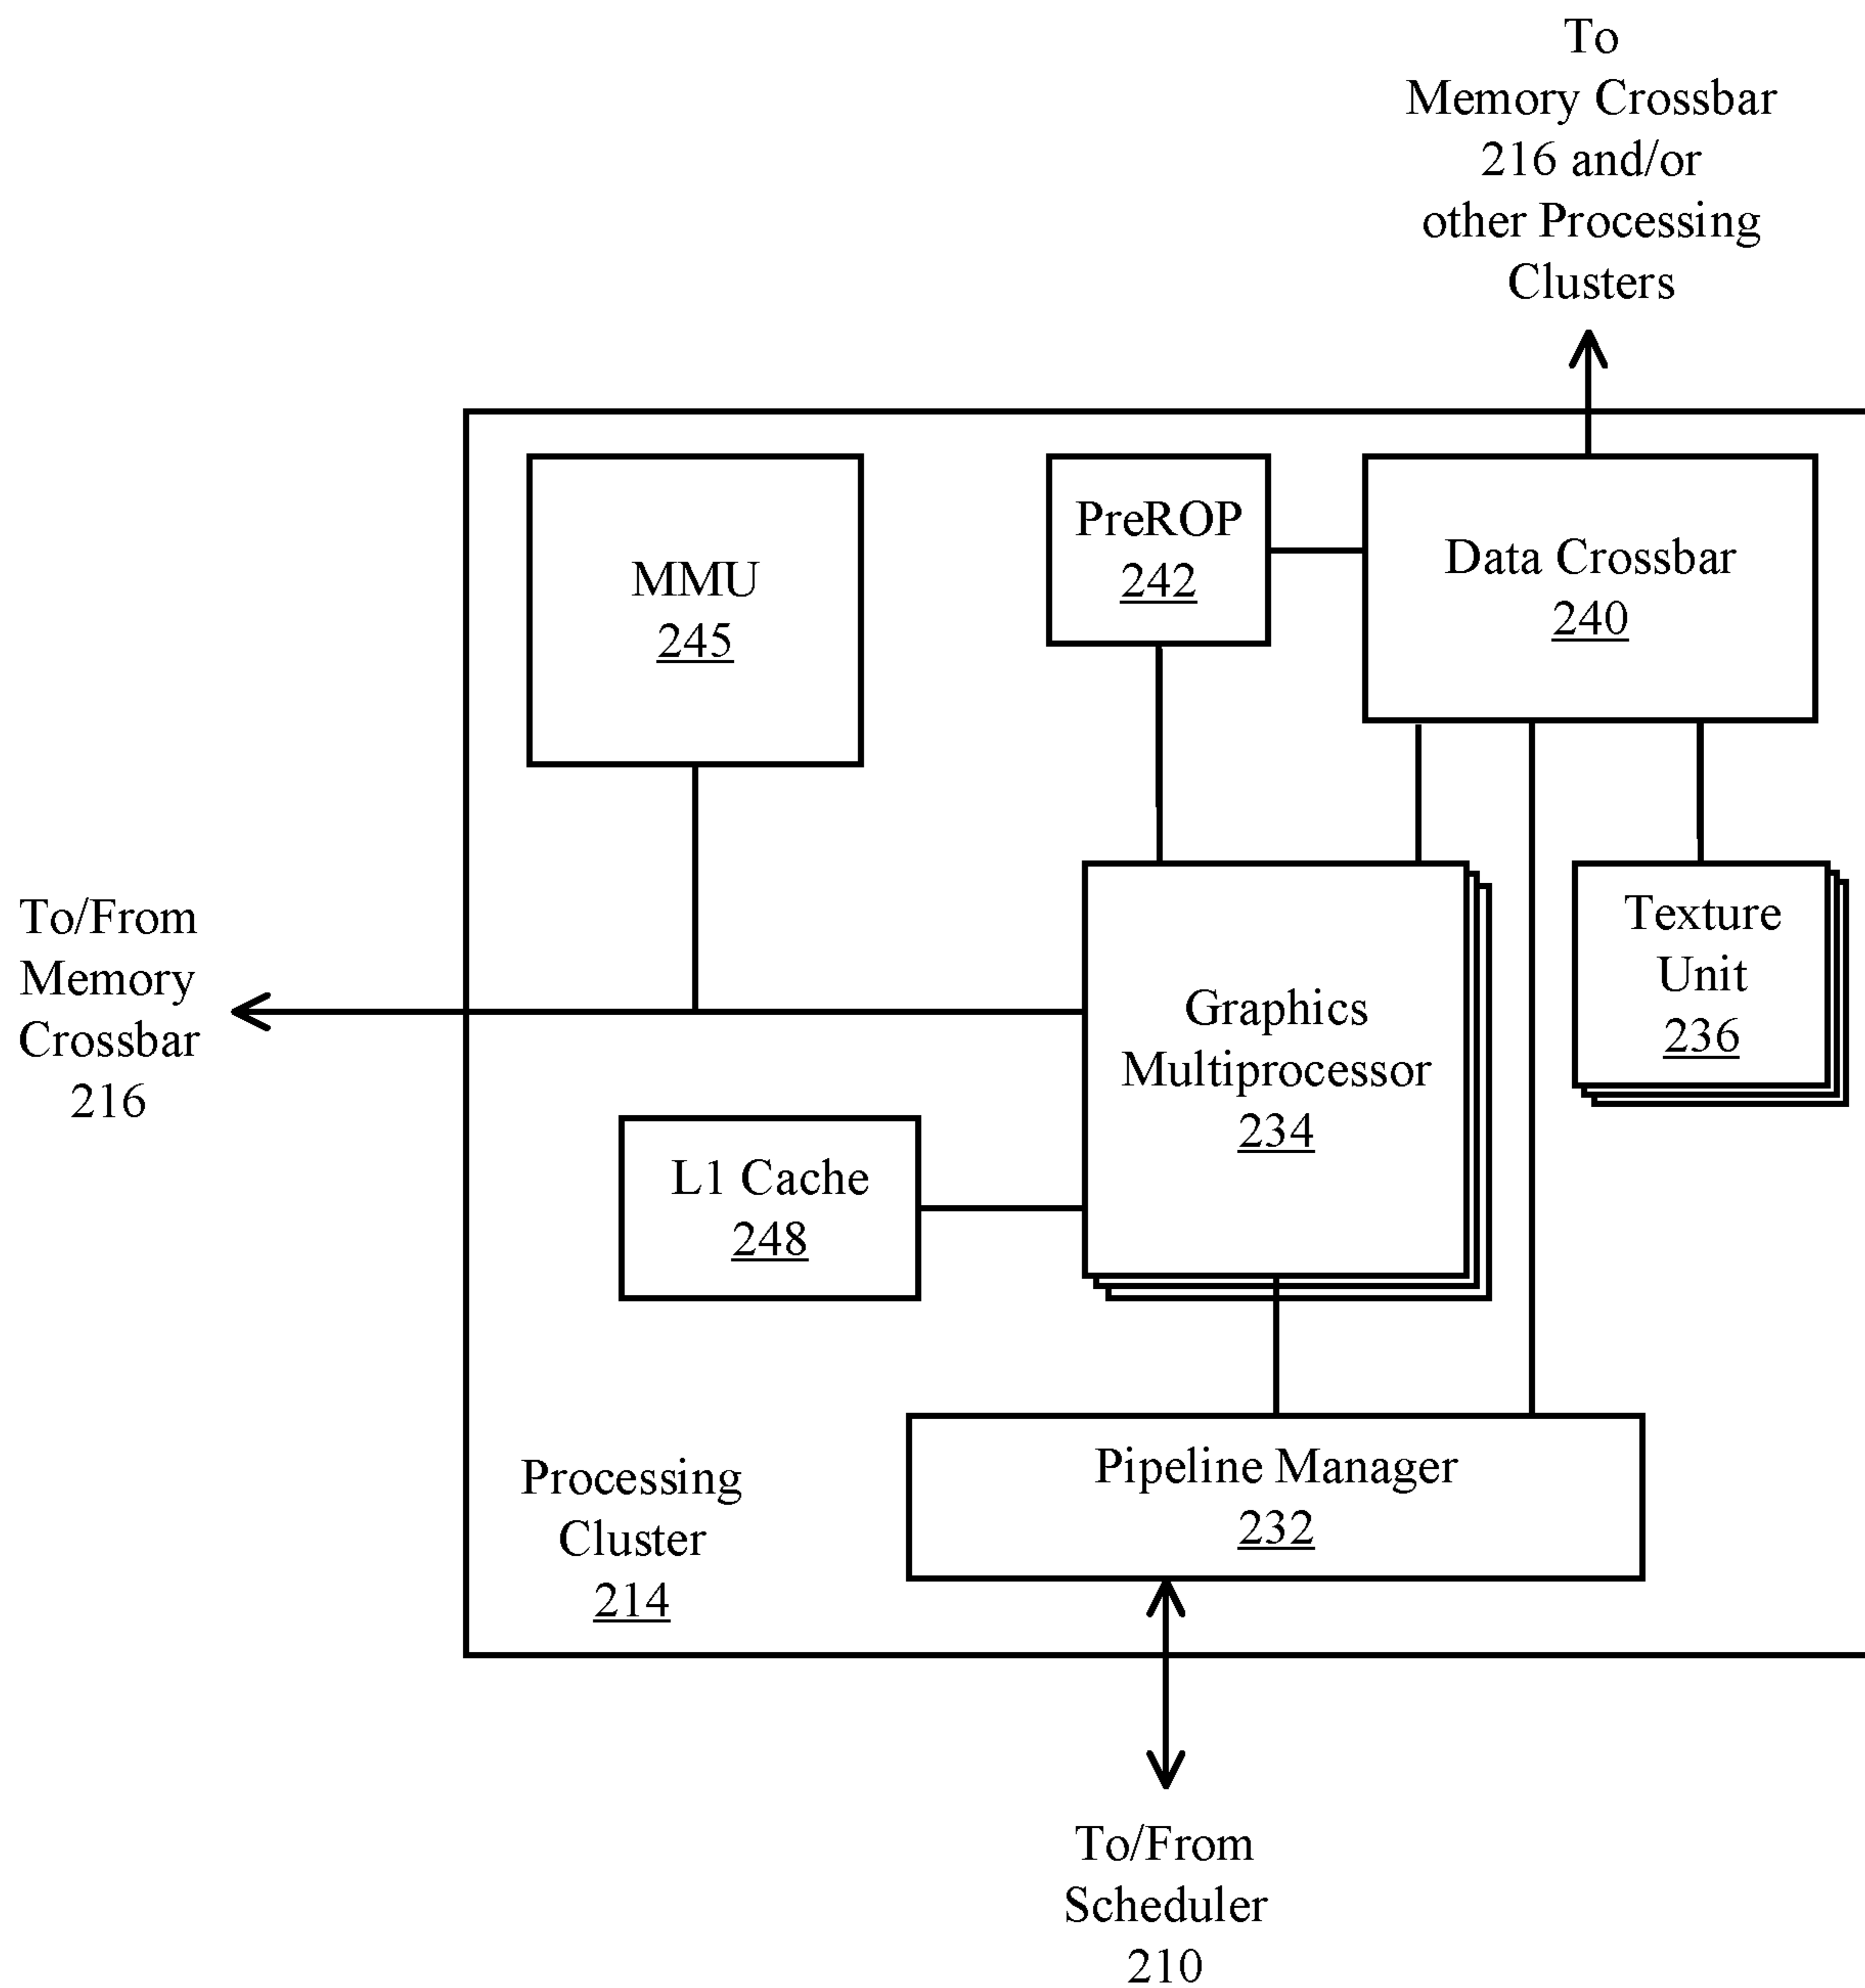 To
Memory Crossbar
216 and/or
other Processing
Clusters
PreROP
242
Data Crossbar
240
MMU
245
To/From
Memory
Crossbar
216
Graphics
Multiprocessor
234
Texture
Unit
236
L1 Cache
248
Pipeline Manager
232
Processing
Cluster
214
To/From
Scheduler
210